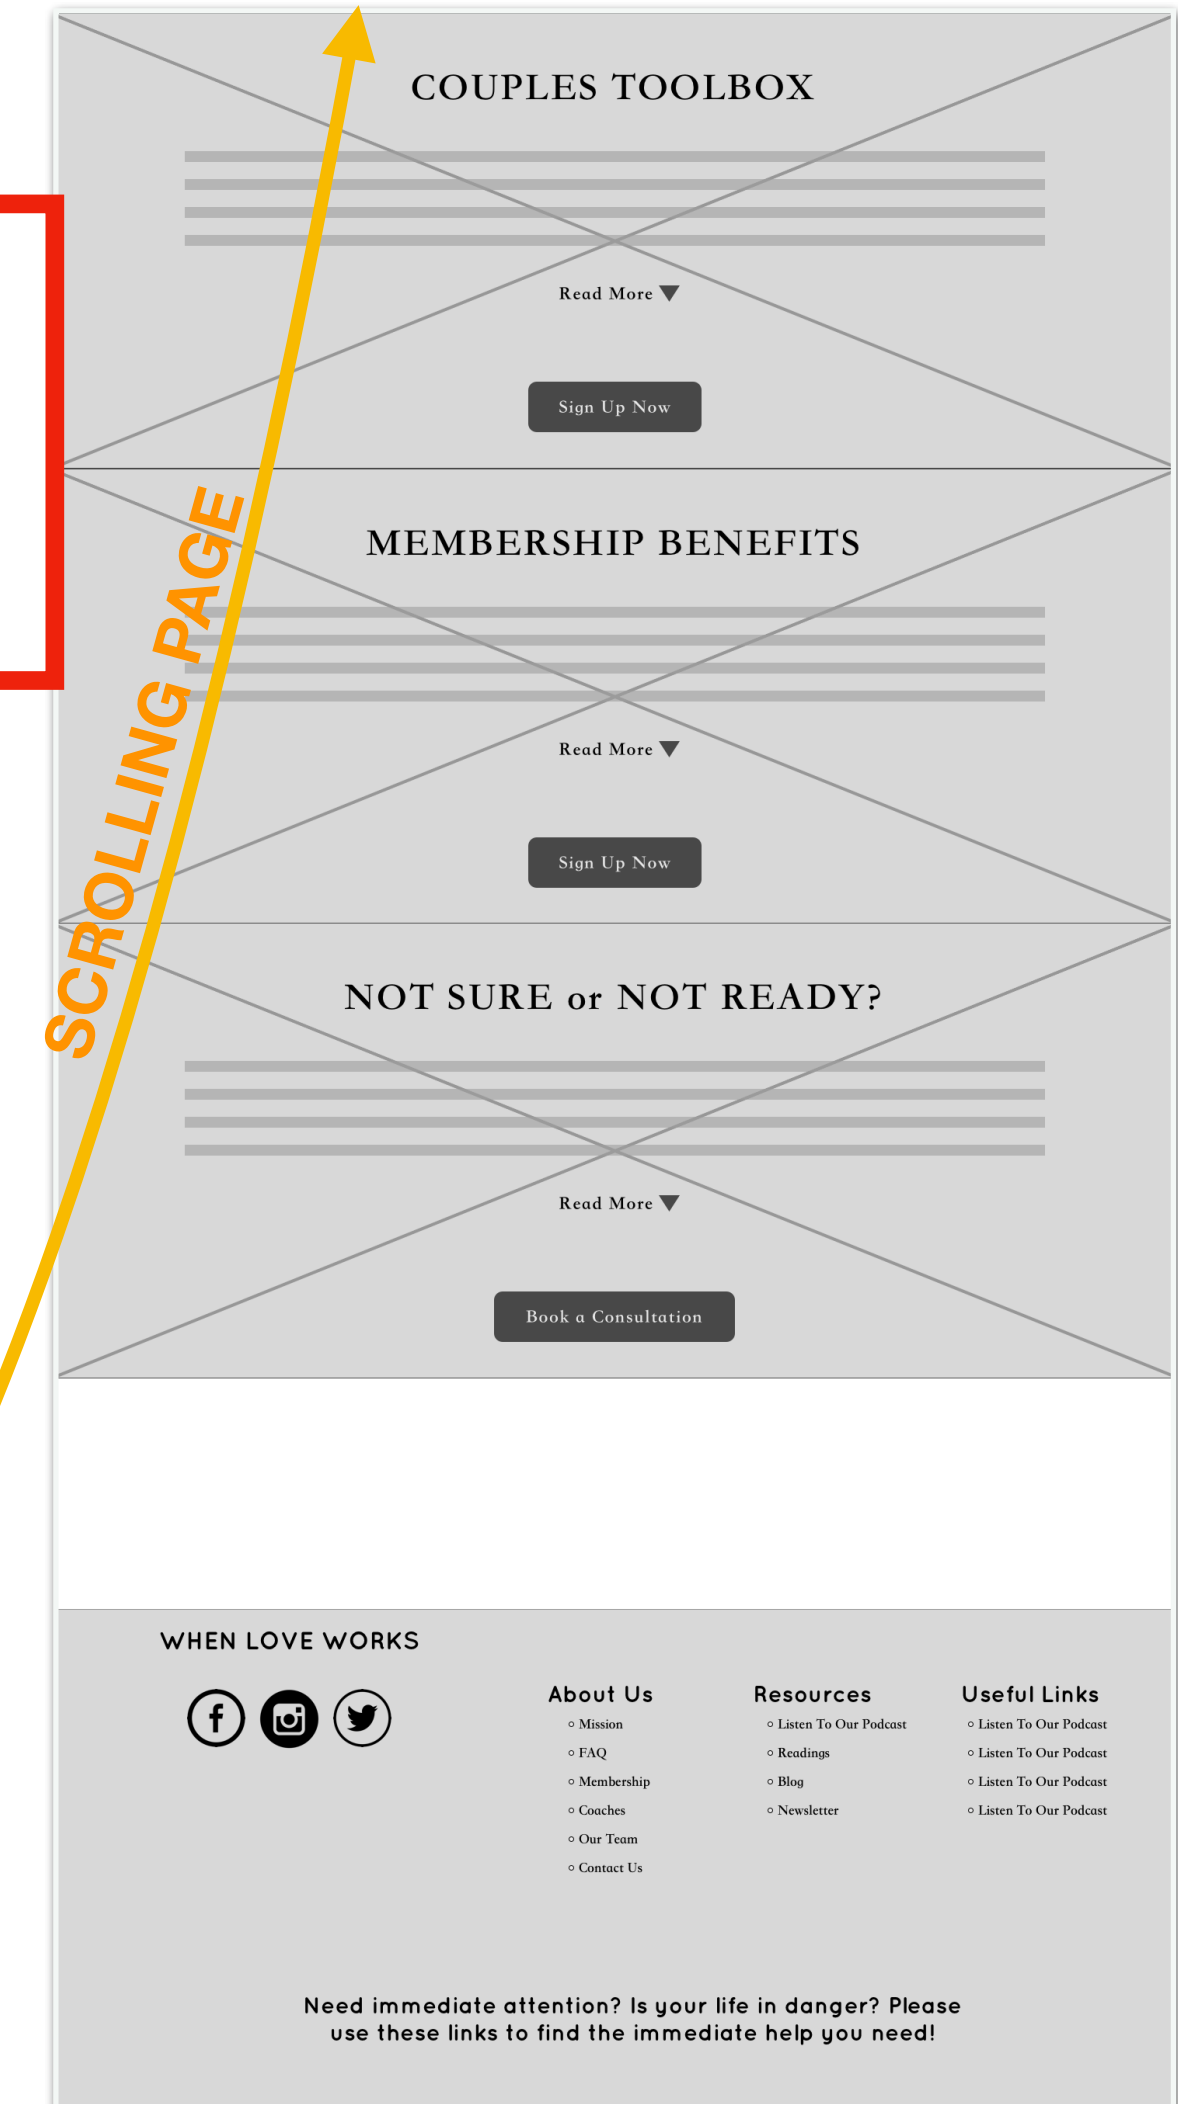 COUPLES TOOLBOX
Read More
Sign Up Now
SCROLLING PAGE
MEMBERSHIP BENEFITS
Read More
Sign Up Now
NOT SURE or NOT READY?
Read More
Book a Consultation
WHEN LOVE WORKS
About Us
Mission
FAQ
Membership
Coaches
Our Team
Contact Us
Resources
Listen To Our Podcast
Readings
Blog
Newsletter
Useful Links
Listen To Our Podcast
Listen To Our Podcast
Listen To Our Podcast
Listen To Our Podcast
Need immediate attention? Is your life in danger? Please
use these links to find the immediate help you need!